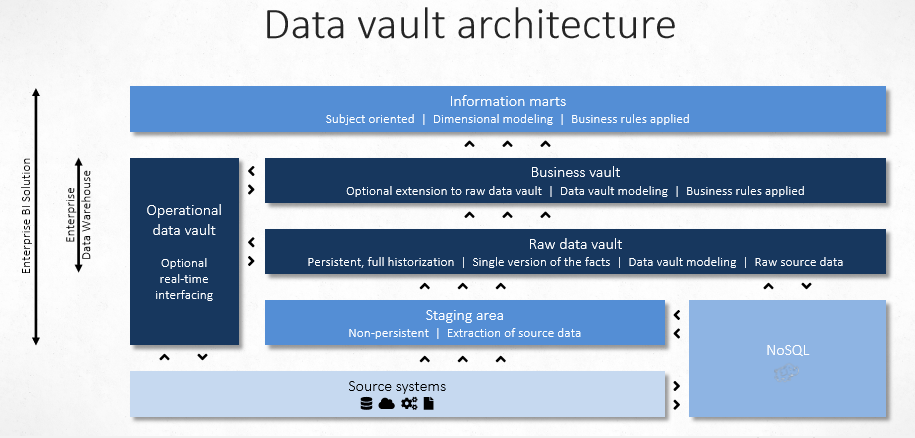 Data vault architecture
Information marts
Subject oriented | Dimensional modeling | Business rules applied
Enterprise BI Solution
Enterprise
Data Warehouse
Operational
data vault
Optional
real-time
interfacing
Business vault
Optional extension to raw data vault | Data vault modeling | Business rules applied
Raw data vault
Persistent, full historization | Single version of the facts | Data vault modeling | Raw source data
Staging area
Non-persistent | Extraction of source data
NoSQL
Source systems